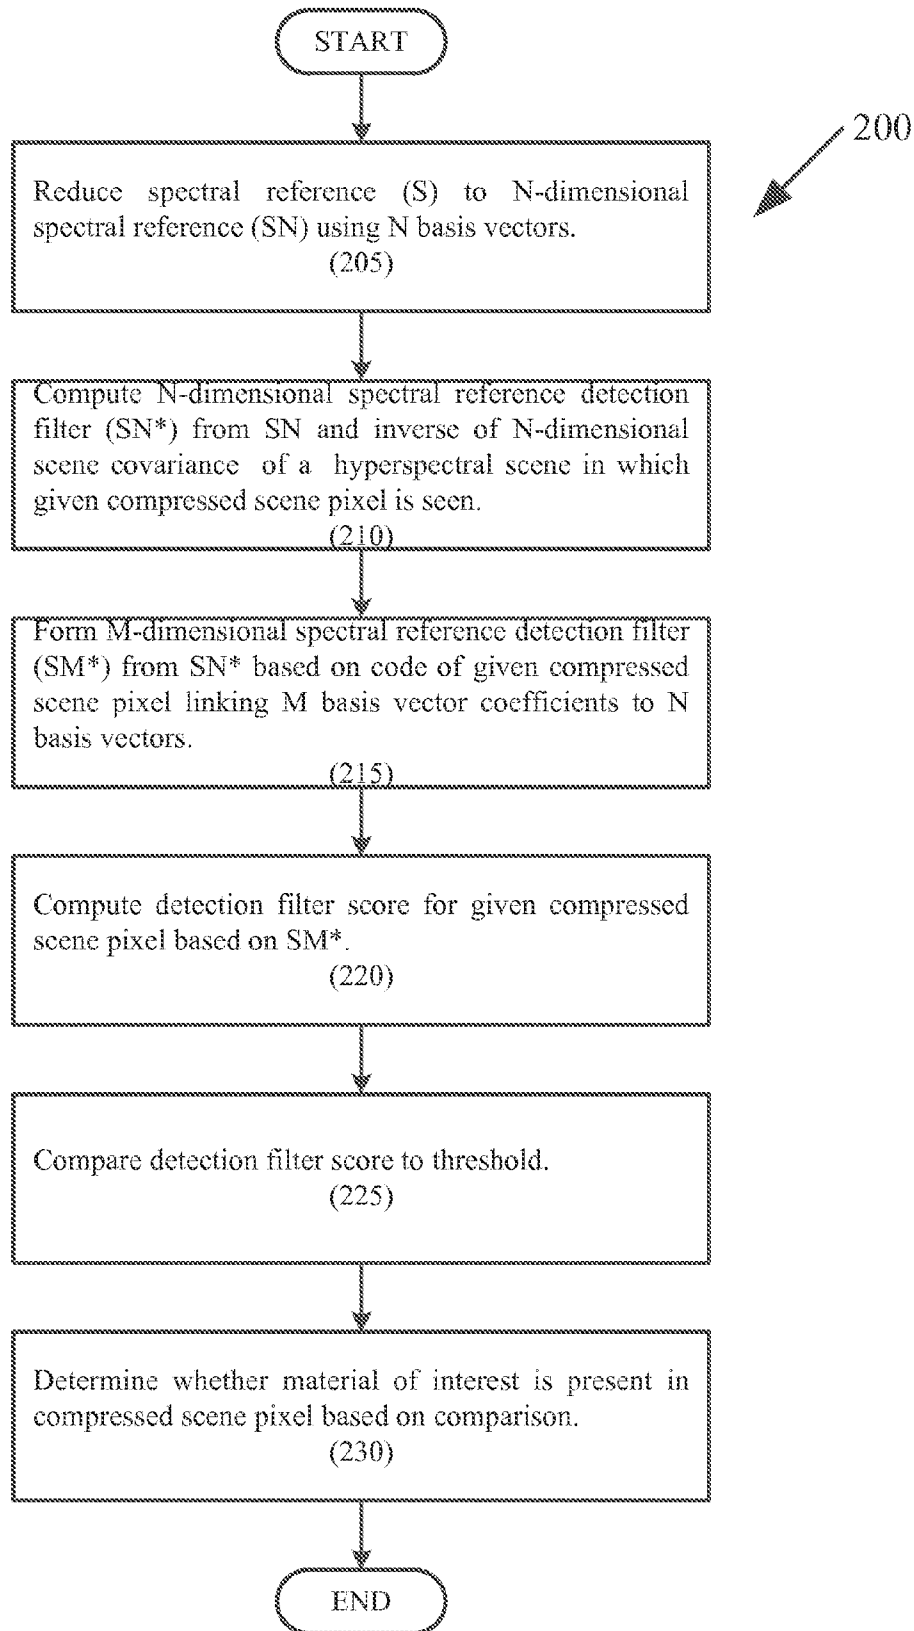 START
200
Reduce spectral reference (S) to N-dimensional
spectral reference (SN) using N basis vectors.
(205)
Compute N-dimensional spectral reference detection
filter (SN*) from SN and inverse of N-dimensional
scene covariance of a hyperspectral scene in which
given compressed scene pixel is seen.
(210)
Form M-dimensional spectral reference detection filter
(SM*) from SN* based on code of given compressed
scene pixel linking M basis vector coefficients to N
basis vectors.
(215)
Compute detection filter score for given compressed
scene pixel based on SM*.
(220)
Compare detection filter score to threshold.
(225)
Determine whether material of interest is present in
compressed scene pixel based on comparison.
(230)
END